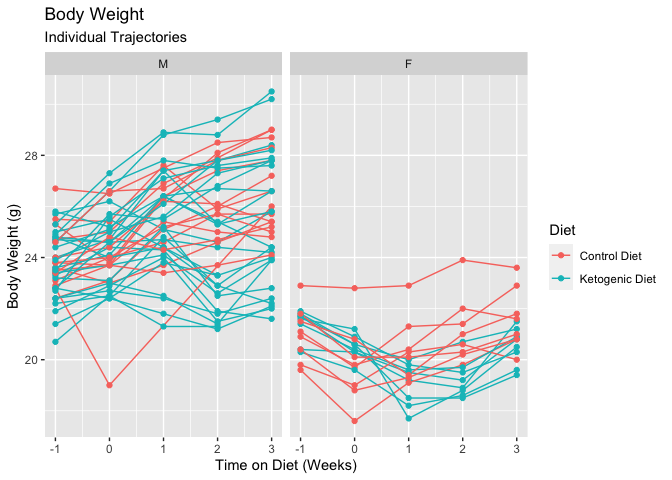 Body Weight
Individual Trajectories
M
F
28
24
20
Body Weight (g)
-1 0 1 2 3
-1 0 1 2 3
Time on Diet (Weeks)
Diet
Control Diet
Ketogenic Diet